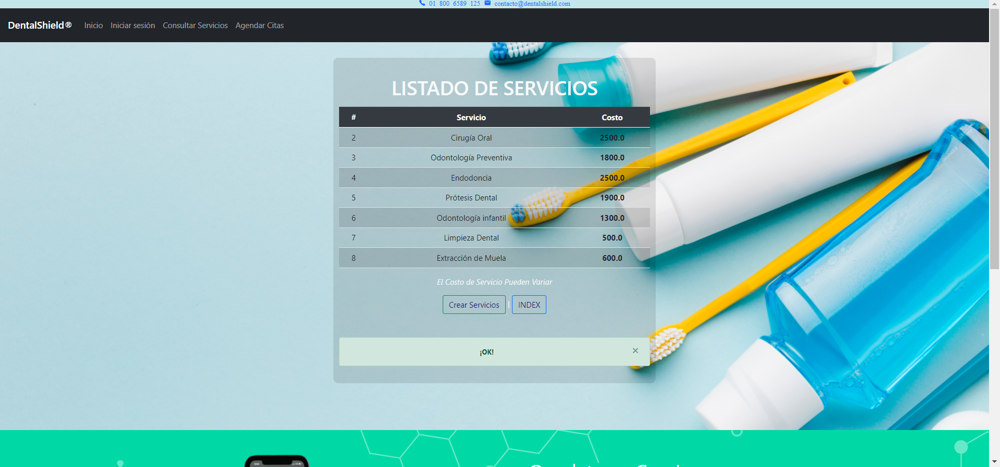 01 800 6589 125 contacto@dentalshield.com
DentalShield® Inicio Iniciar sesión Consultar Servicios Agendar Citas
LISTADO DE SERVICIOS
# Servicio Costo
2 Cirugía Oral 2500.0
3 Odontología Preventiva 1800.0
4 Endodoncia 2500.0
5 Prótesis Dental 1900.0
6 Odontología infantil 1300.0
7 Limpieza Dental 500.0
8 Extracción de Muela 600.0
El Costo de Servicio Pueden Variar
Crear Servicios | INDEX
¡OK! ×